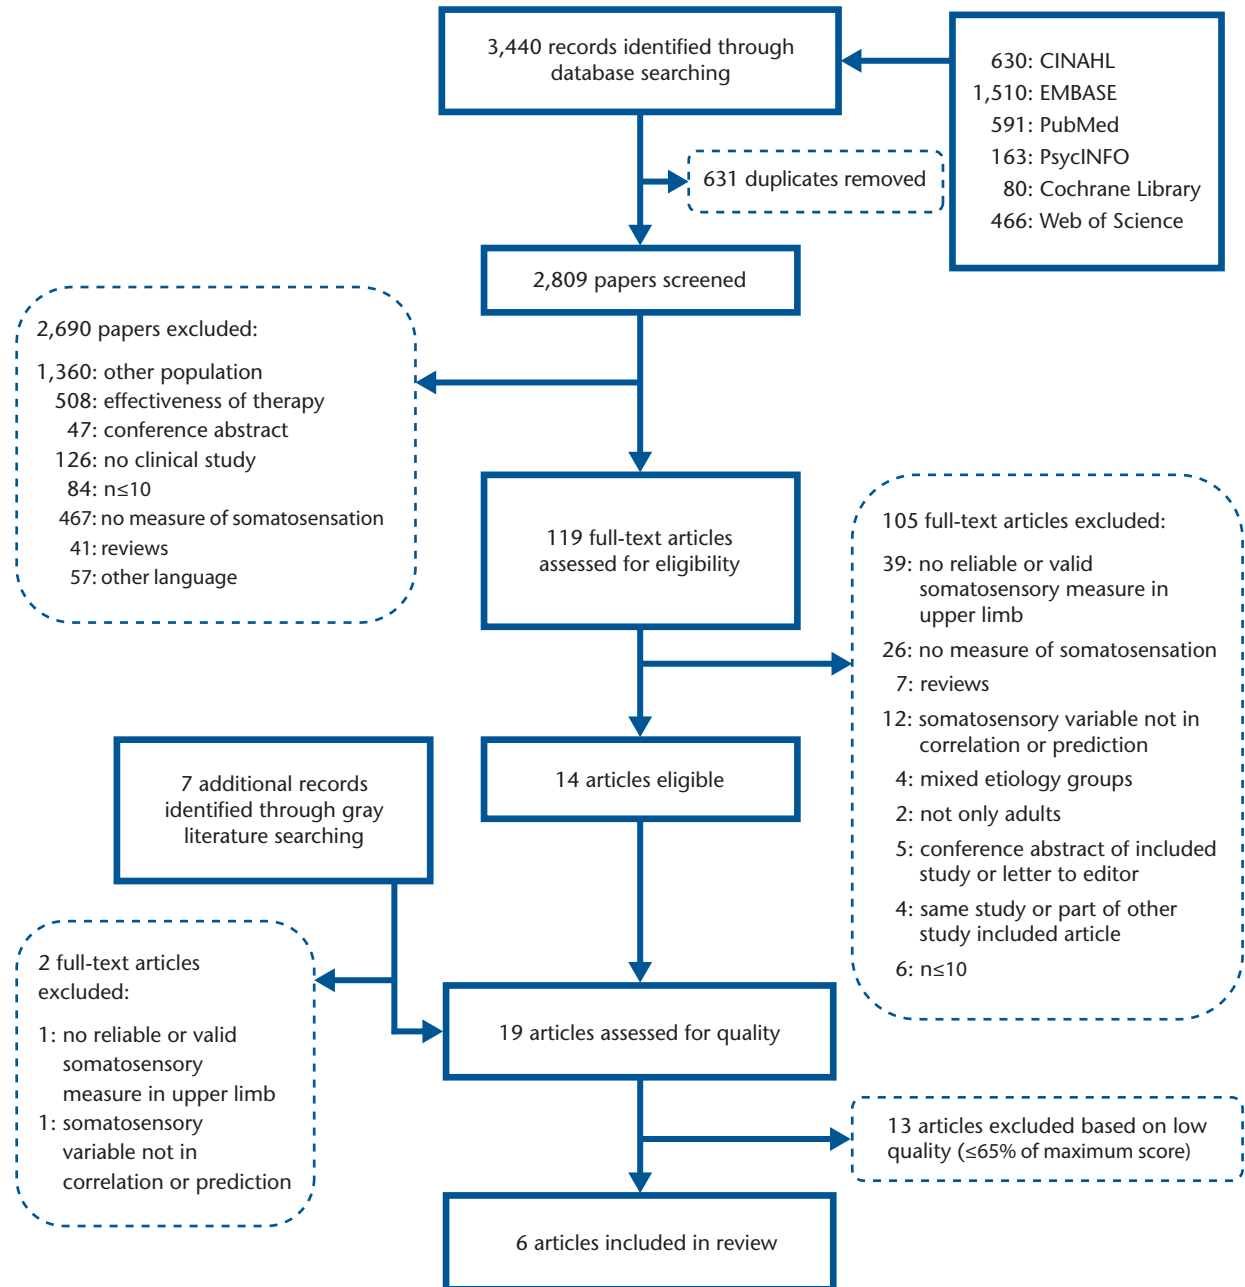 3,440 records identified through
database searching
630: CINAHL
1,510: EMBASE
591: PubMed
163: PsycINFO
80: Cochrane Library
466: Web of Science
631 duplicates removed
2,809 papers screened
2,690 papers excluded:
1,360: other population
508: effectiveness of therapy
47: conference abstract
126: no clinical study
84: n≤10
467: no measure of somatosensation
41: reviews
57: other language
119 full-text articles
assessed for eligibility
105 full-text articles excluded:
39: no reliable or valid
somatosensory measure in
upper limb
26: no measure of somatosensation
7: reviews
12: somatosensory variable not in
correlation or prediction
4: mixed etiology groups
2: not only adults
5: conference abstract of included
study or letter to editor
4: same study or part of other
study included article
6: n≤10
14 articles eligible
7 additional records
identified through gray
literature searching
2 full-text articles
excluded:
1: no reliable or valid
somatosensory
measure in upper limb
1: somatosensory
variable not in
correlation or prediction
19 articles assessed for quality
13 articles excluded based on low
quality (≤65% of maximum score)
6 articles included in review